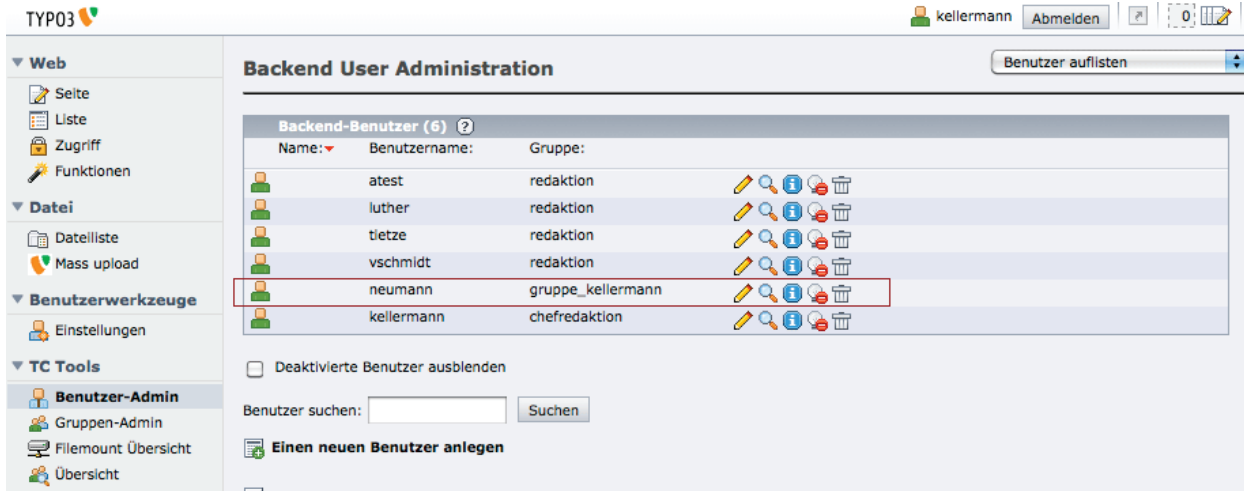 TYPO3
kellermann Abmelden 0
Web
Seite
Liste
Zugriff
Funktionen
Datei
Dateiliste
Mass upload
Benutzerwerkzeuge
Einstellungen
TC Tools
Benutzer-Admin
Gruppen-Admin
Filemount Übersicht
Übersicht
Backend User Administration
Benutzer auflisten
Backend-Benutzer (6) ?
Name: Benutzername: Gruppe:
atest redaktion
luther redaktion
tietze redaktion
vschmidt redaktion
neumann gruppe_kellermann
kellermann chefredaktion
Deaktivierte Benutzer ausblenden
Benutzer suchen: Suchen
Einen neuen Benutzer anlegen